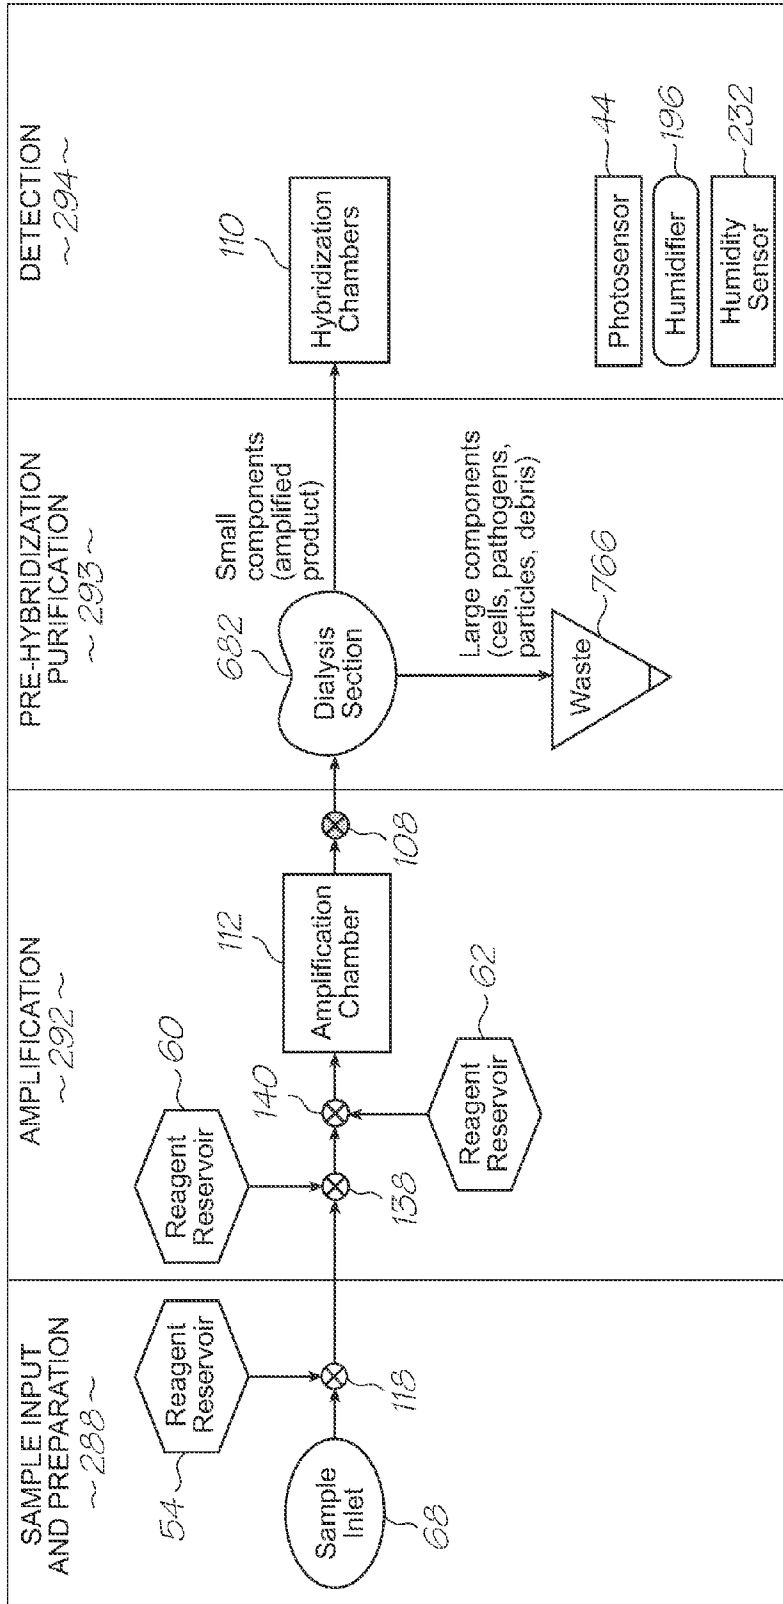 SAMPLE INPUT
AND PREPARATION
~288~
54
Reagent
Reservoir
Sample
Inlet
68
118
AMPLIFICATION
~292~
Reagent
Reservoir
60
138
140
Reagent
Reservoir
62
112
Amplification
Chamber
108
PRE-HYBRIDIZATION
PURIFICATION
~293~
682
Dialysis
Section
Small
components
(amplified
product)
Large components
(cells, pathogens,
particles, debris)
Waste
766
DETECTION
~294~
110
Hybridization
Chambers
Photosensor
44
Humidifier
196
Humidity
Sensor
232